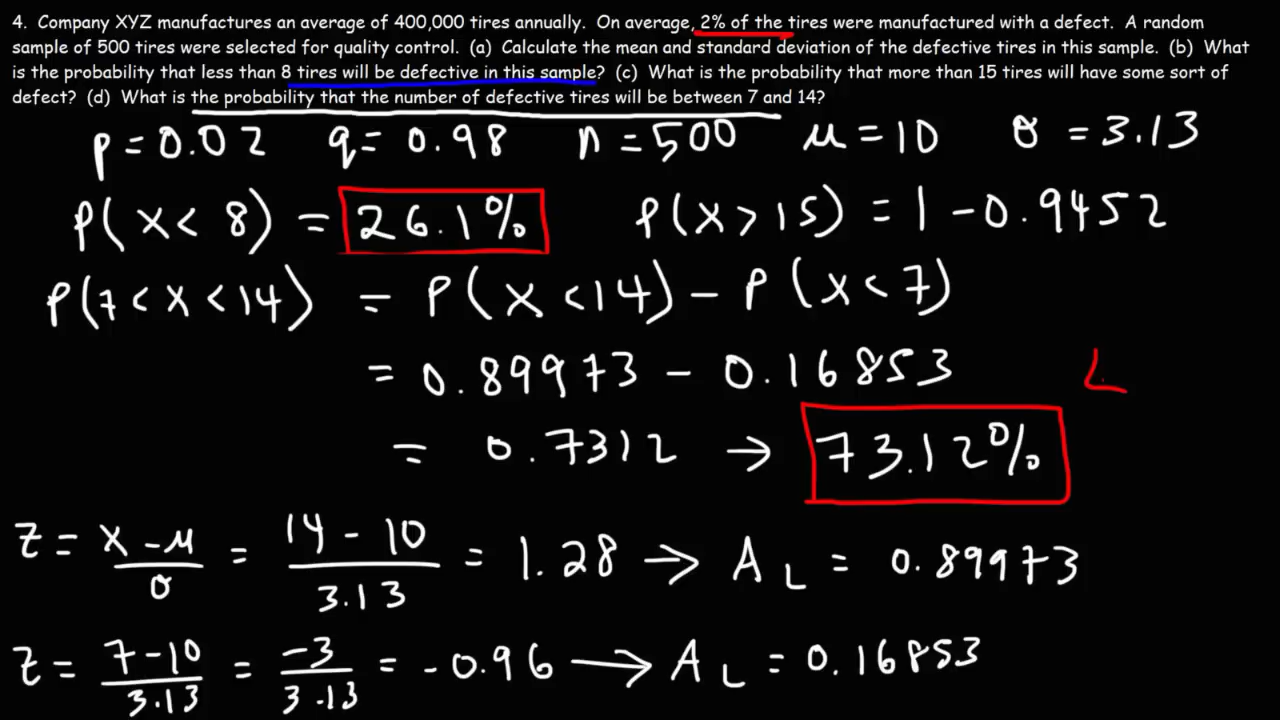 4. Company XYZ manufactures an average of 400,000 tires annually. On average, 2% of the tires were manufactured with a defect. A random
sample of 500 tires were selected for quality control. (a) Calculate the mean and standard deviation of the defective tires in this sample. (b) What
is the probability that less than 8 tires will be defective in this sample? (c) What is the probability that more than 15 tires will have some sort of
defect? (d) What is the probability that the number of defective tires will be between 7 and 14?
p = 0.02 q = 0.98 n = 500 μ = 10 σ = 3.13
P(x < 8) = 26.1% P(x > 15) = 1 - 0.9452
P(7 < x < 14) = P(x < 14) - P(x < 7)
= 0.89973 - 0.16853
= 0.7312 → 73.12%
Z = x - μ / σ = 14 - 10 / 3.13 = 1.28 → A_L = 0.89973
Z = 7 - 10 / 3.13 = -3 / 3.13 = -0.96 → A_L = 0.16853